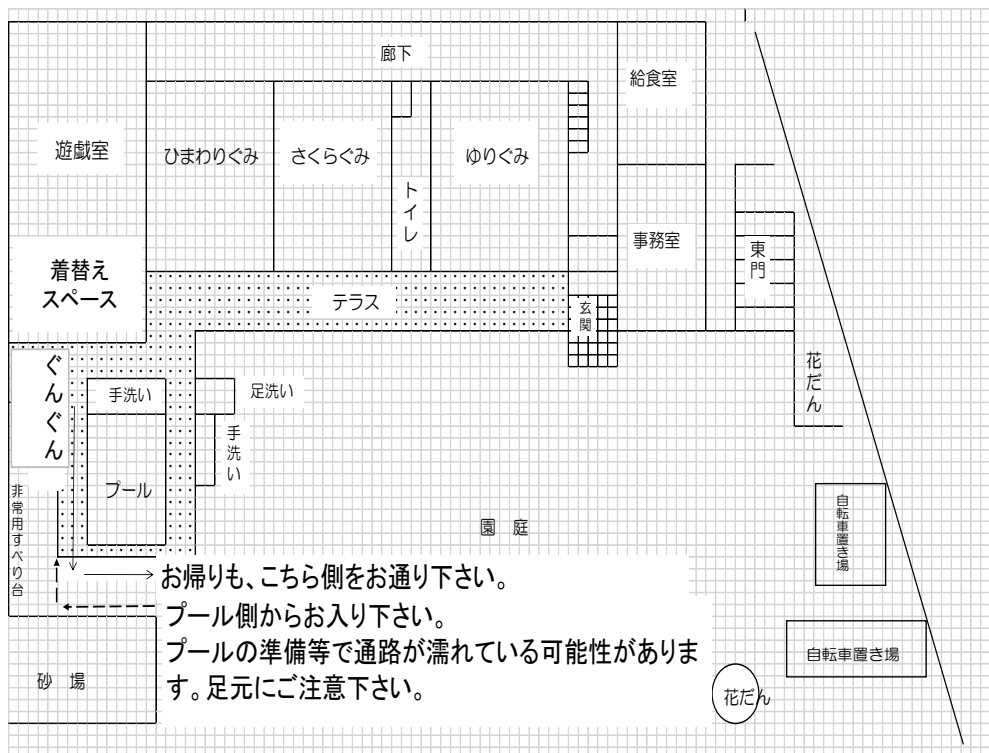 廊下
給食室
遊戯室
ひまわりぐみ
さくらぐみ
トイレ
ゆりぐみ
事務室
東門
着替え
スペース
テラス
玄関
ぐんぐん
手洗い
足洗い
手洗い
花だん
プール
非常用すべり台
園 庭
自転車置き場
お帰りも、こちら側をお通り下さい。
プール側からお入り下さい。
プールの準備等で通路が濡れている可能性がありま
す。足元にご注意下さい。
自転車置き場
砂 場
花だん